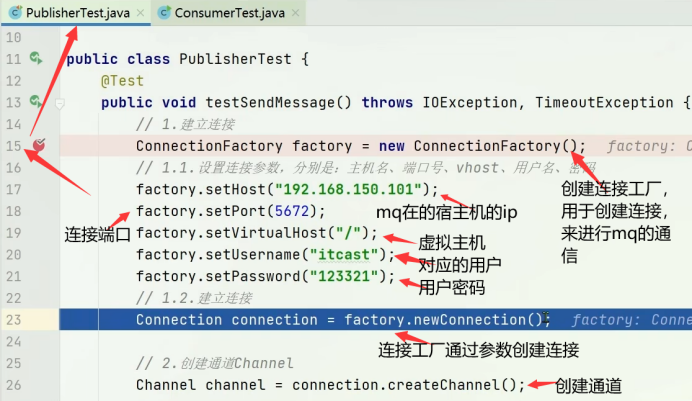 PublisherTest.java × ConsumerTest.java ×
10
11 public class PublisherTest {
12 @Test
13 public void testSendMessage() throws IOException, TimeoutException {
14 // 1.建立连接
15 ConnectionFactory factory = new ConnectionFactory(); factory: C
16 // 1.1.设置连接参数，分别是：主机名、端口号、vhost、用户名、密码
17 factory.setHost("192.168.150.101");
创建连接工厂，
用于创建连接，
来进行mq的通
信
mq在的宿主机的ip
18 factory.setPort(5672);
连接端口
19 factory.setVirtualHost("/");
虚拟主机
20 factory.setUsername("itcast");
对应的用户
21 factory.setPassword("123321");
用户密码
22 // 1.2.建立连接
23 Connection connection = factory.newConnection(); factory: Conne
连接工厂通过参数创建连接
24
25 // 2.创建通道Channel
26 Channel channel = connection.createChannel();
创建通道